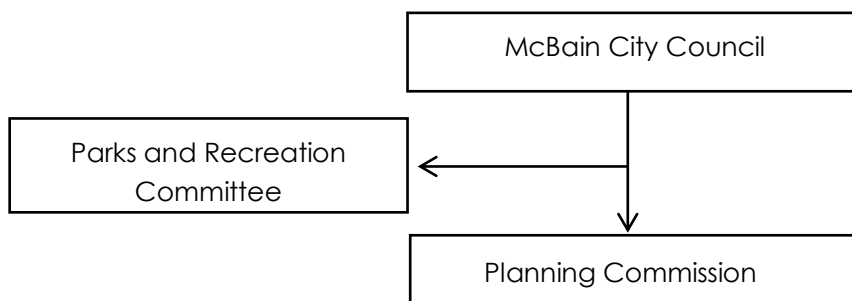 McBain City Council
Parks and Recreation
Committee
Planning Commission